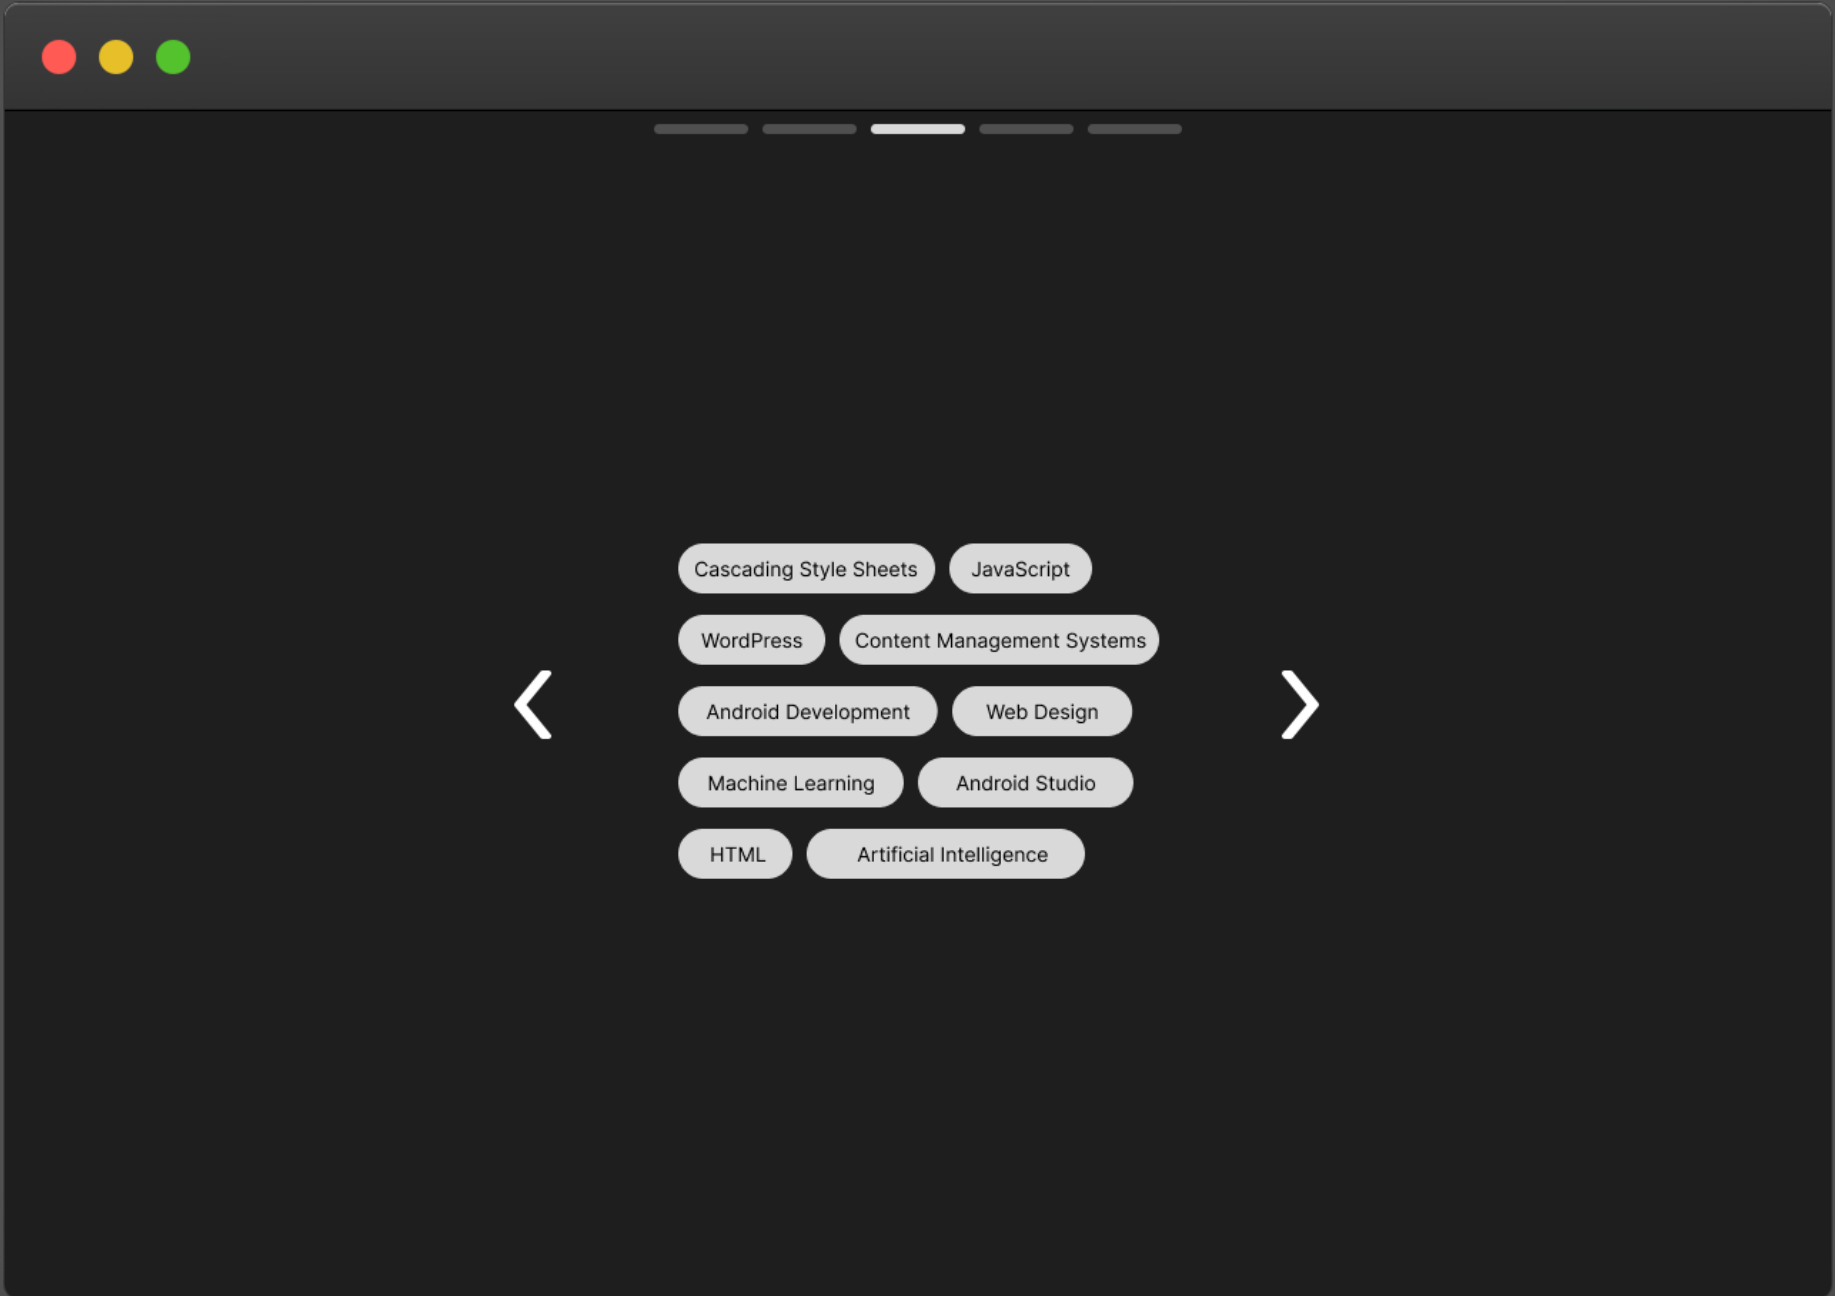 Cascading Style Sheets JavaScript
WordPress Content Management Systems
Android Development Web Design
Machine Learning Android Studio
HTML Artificial Intelligence